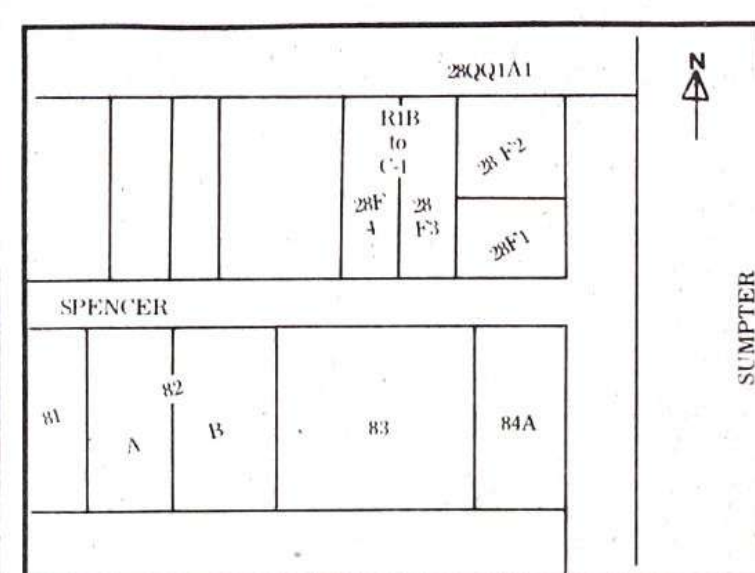 28QQ1A1
N
R1B
to
C-1
28 F2
28F
4
28
F3
28F1
SPENCER
SUMPTER
81
82
A
B
83
84A